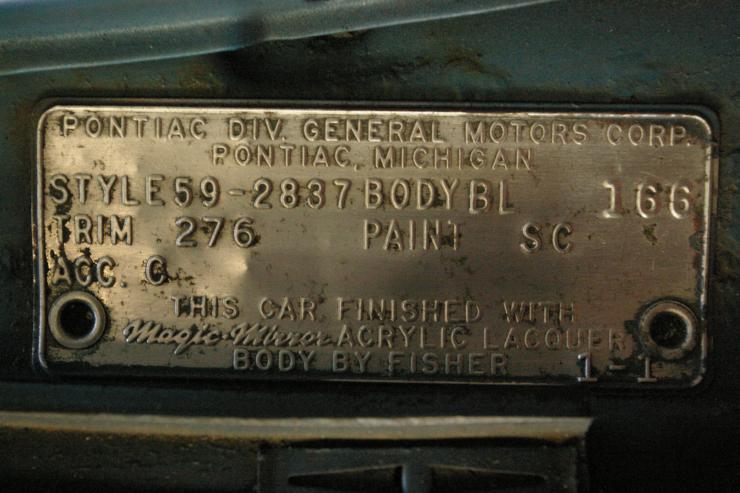 PONTIAC DIV. GENERAL MOTORS CORP.
PONTIAC, MICHIGAN
STYLE 59-2837 BODY BL 166
TRIM 276 PAINT SC
ACC. G
THIS CAR FINISHED WITH
Magic-Mirror ACRYLIC LACQUER
BODY BY FISHER 1-1